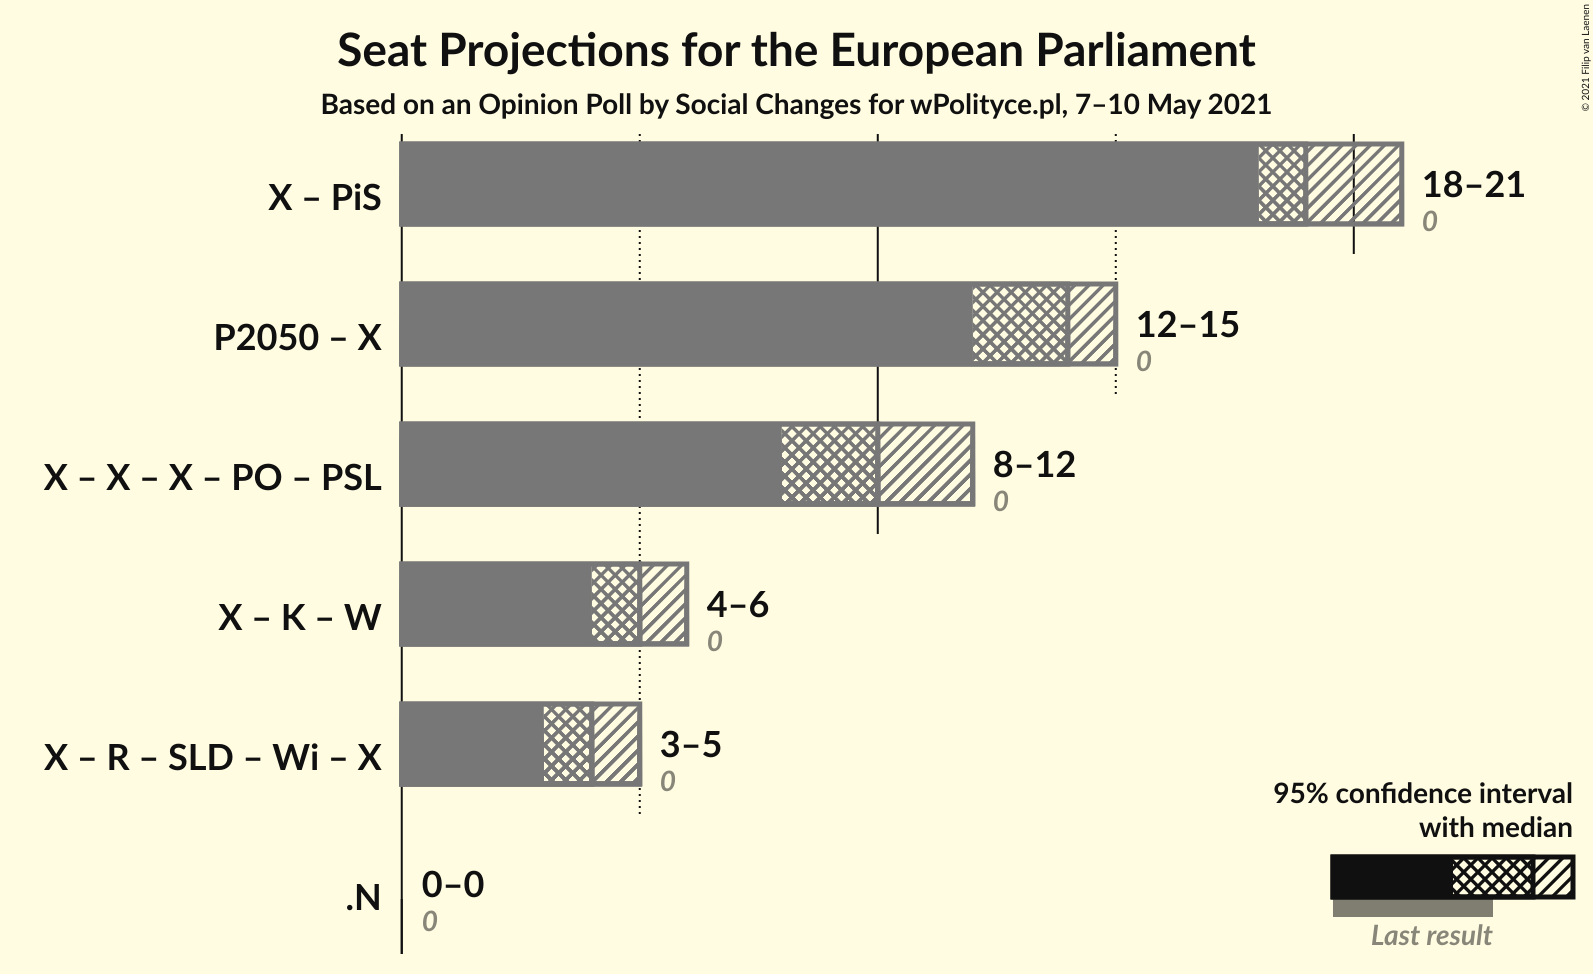 Seat Projections for the European Parliament
Based on an Opinion Poll by Social Changes for wPolityce.pl, 7–10 May 2021
© 2021 Filip van Laenen
X – PiS
18–21
0
P2050 – X
12–15
0
X – X – X – PO – PSL
8–12
0
X – K – W
4–6
0
X – R – SLD – Wi – X
3–5
0
.N
0–0
0
95% confidence interval
with median
Last result